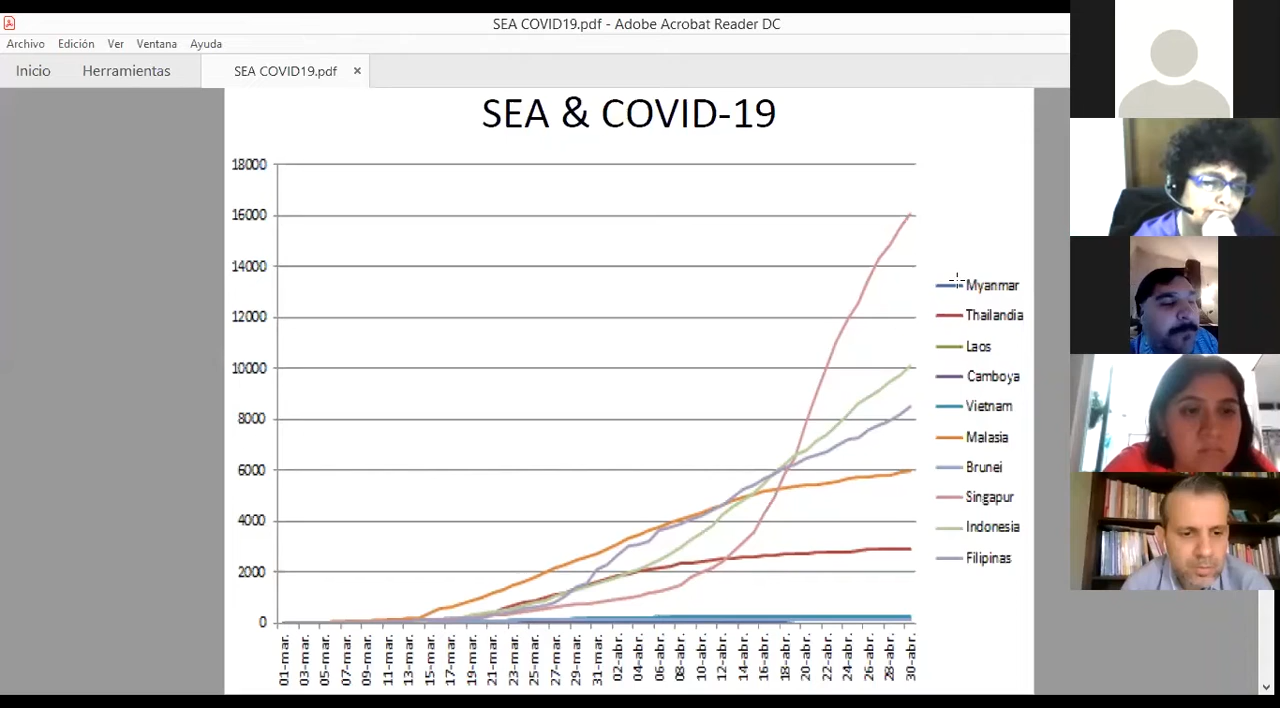 SEA COVID19.pdf - Adobe Acrobat Reader DC
Archivo Edición Ver Ventana Ayuda
Inicio Herramientas SEA COVID19.pdf ×
SEA & COVID-19
18000
16000
14000
12000
10000
8000
6000
4000
2000
0
Myanmar
Thailandia
Laos
Camboya
Vietnam
Malasia
Brunei
Singapur
Indonesia
Filipinas
01-mar.
03-mar.
05-mar.
07-mar.
09-mar.
11-mar.
13-mar.
15-mar.
17-mar.
19-mar.
21-mar.
23-mar.
25-mar.
27-mar.
29-mar.
31-mar.
02-abr.
04-abr.
06-abr.
08-abr.
10-abr.
12-abr.
14-abr.
16-abr.
18-abr.
20-abr.
22-abr.
24-abr.
26-abr.
28-abr.
30-abr.